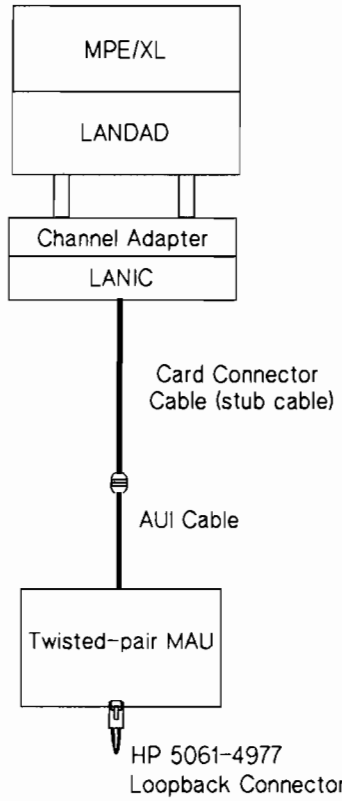 MPE/XL
LANDAD
Channel Adapter
LANIC
Card Connector
Cable (stub cable)
AUI Cable
Twisted-pair MAU
HP 5061-4977
Loopback Connector